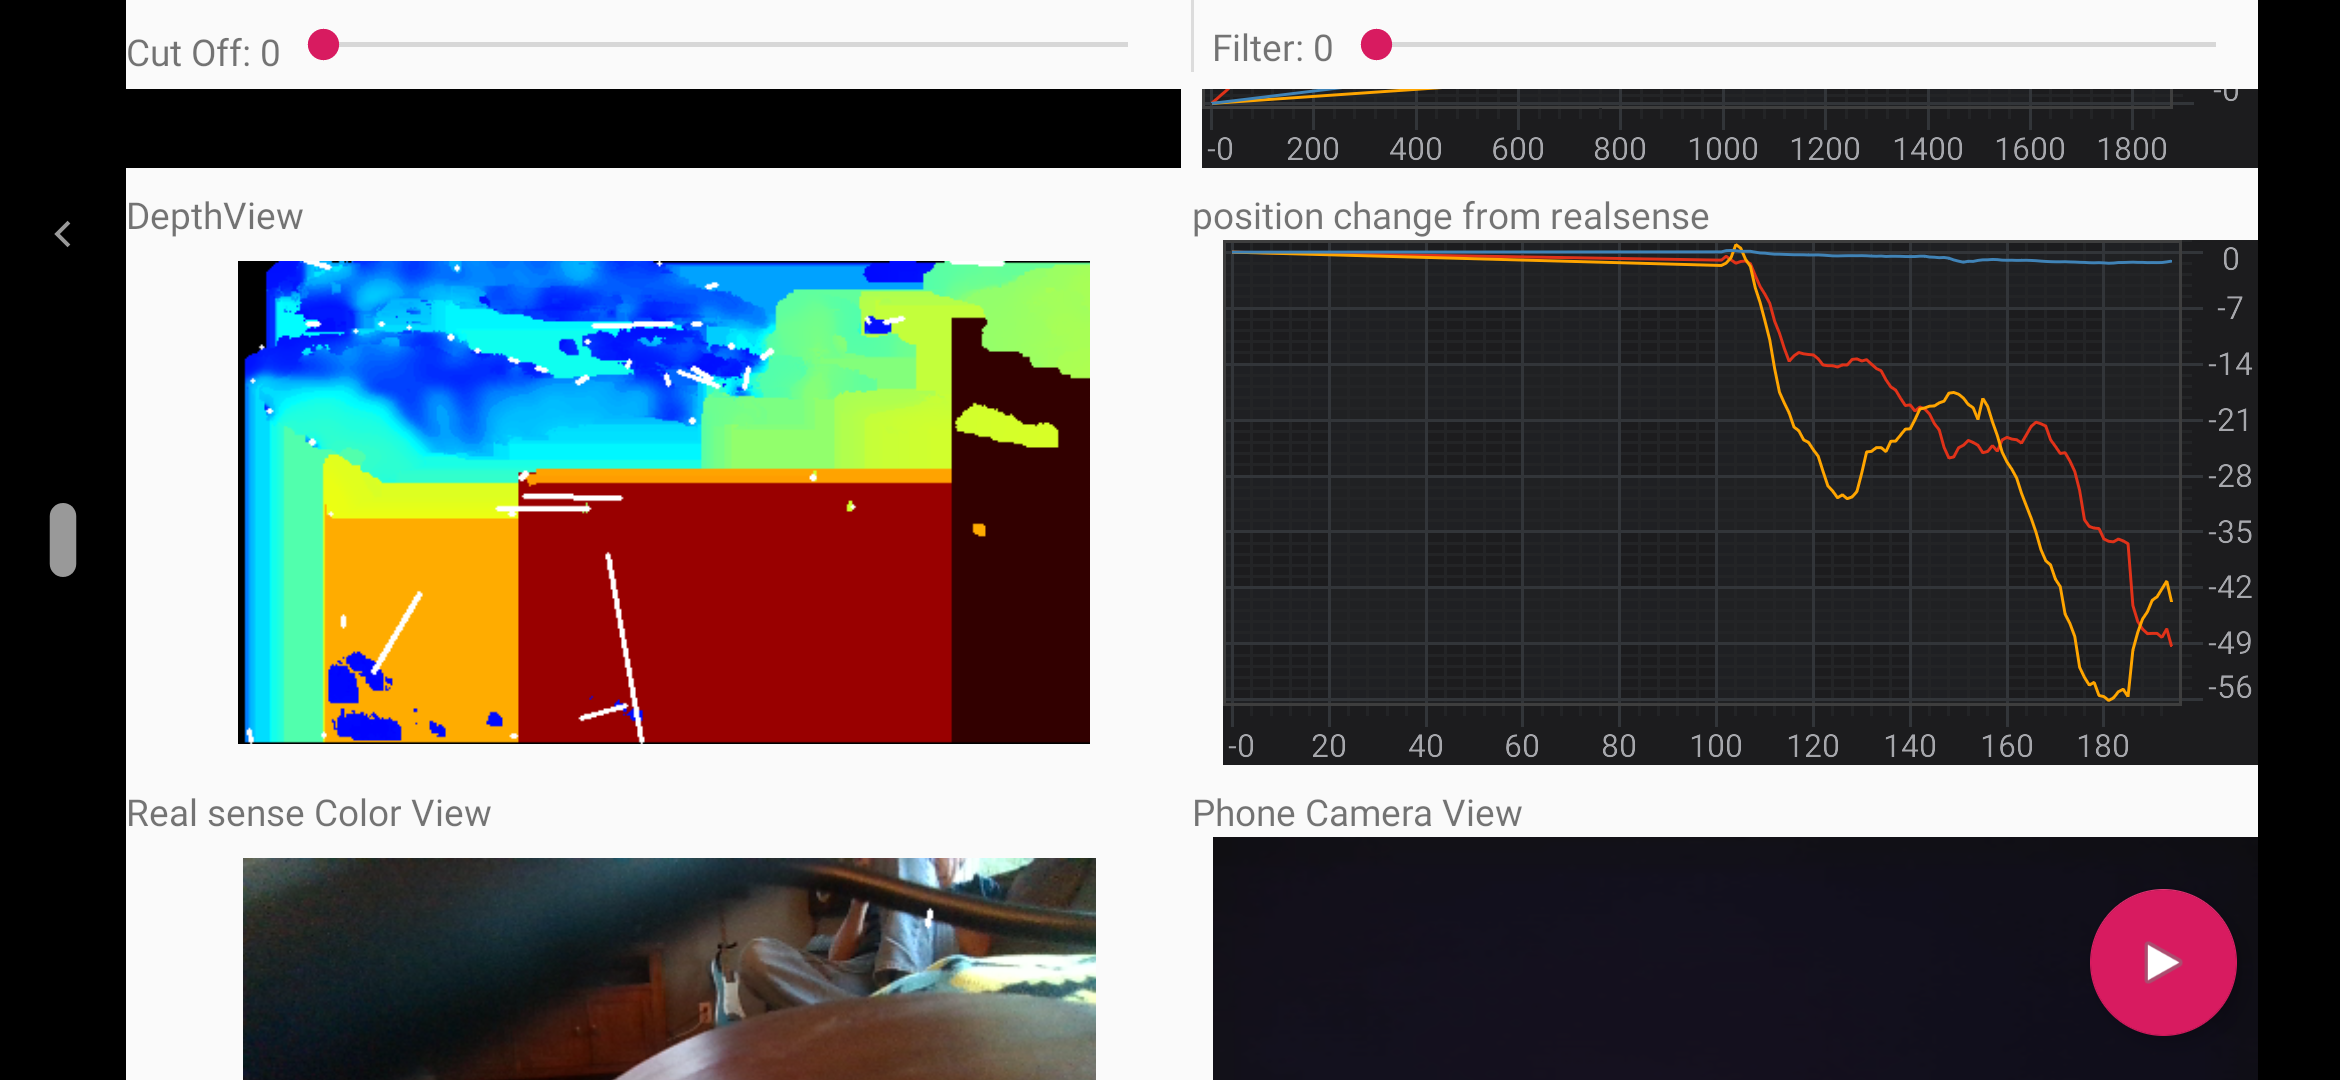 Cut Off: 0
Filter: 0
-0
-0 200 400 600 800 1000 1200 1400 1600 1800
DepthView
position change from realsense
0
-7
-14
-21
-28
-35
-42
-49
-56
-0 20 40 60 80 100 120 140 160 180
Real sense Color View
Phone Camera View